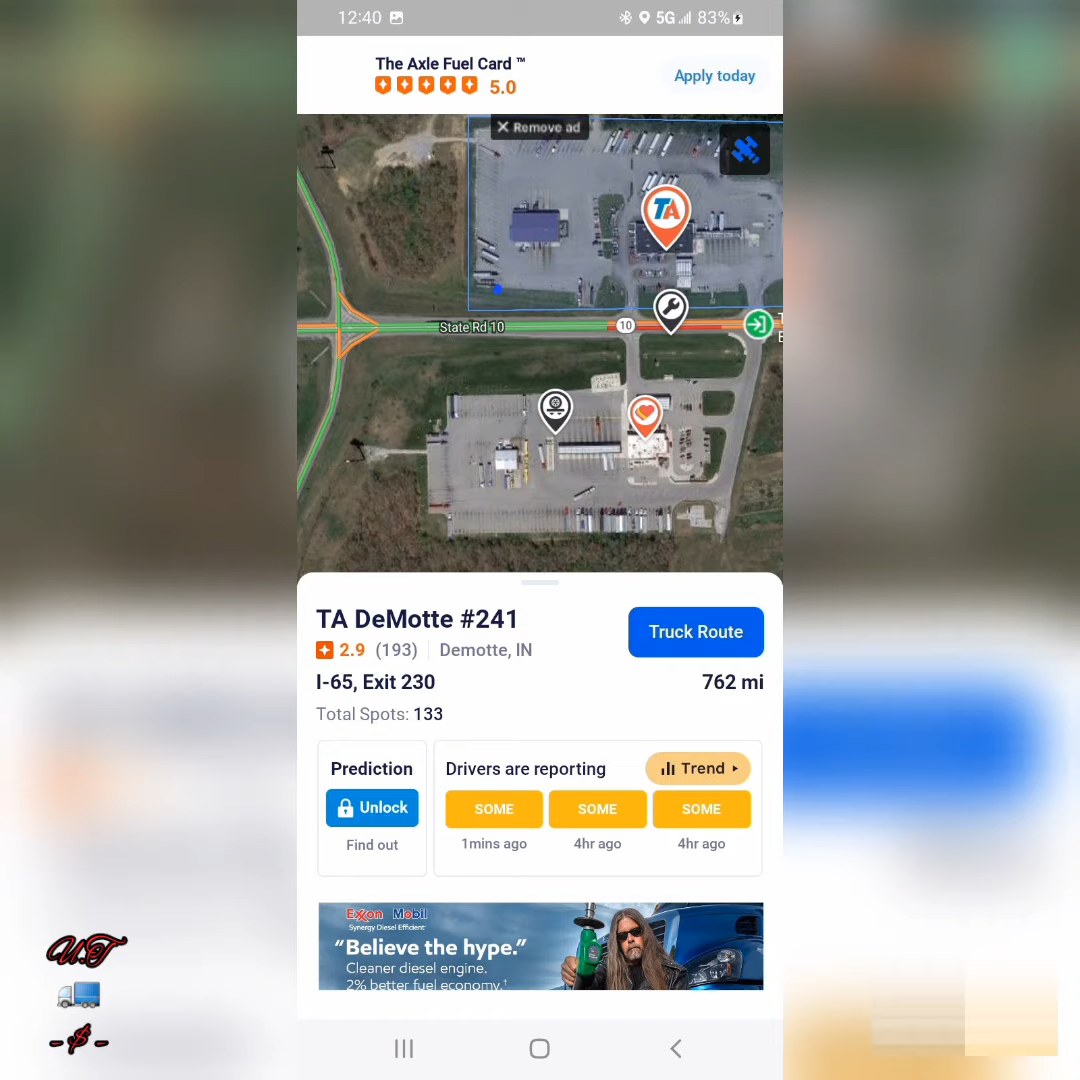 12:40
5G 83%
The Axle Fuel Card ™
5.0
Apply today
Remove ad
TA
State Rd 10
10
T
E
TA DeMotte #241
2.9 (193) Demotte, IN
Truck Route
I-65, Exit 230
762 mi
Total Spots: 133
Prediction
Unlock
Find out
Drivers are reporting
Trend
SOME SOME SOME
1mins ago 4hr ago 4hr ago
Exxon Mobil
Synergy Diesel Efficient™
“Believe the hype.”
Cleaner diesel engine.
2% better fuel economy.†
U.T
-$-